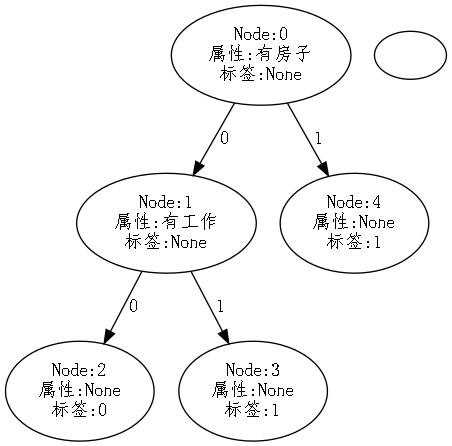 Node:0
属性:有房子
标签:None
0
1
Node:1
属性:有工作
标签:None
Node:4
属性:None
标签:1
0
1
Node:2
属性:None
标签:0
Node:3
属性:None
标签:1